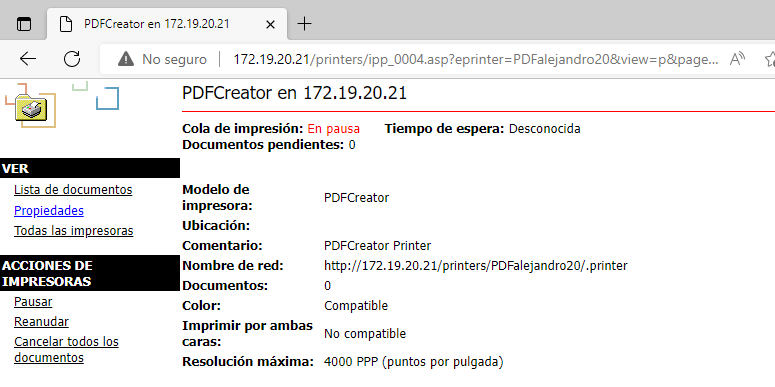 PDFCreator en 172.19.20.21
No seguro 172.19.20.21/printers/ipp_0004.asp?eprinter=PDFalejandro20&view=p&page...
PDFCreator en 172.19.20.21
Cola de impresión: En pausa Tiempo de espera: Desconocida
Documentos pendientes: 0
VER
Lista de documentos
Propiedades
Todas las impresoras
ACCIONES DE
IMPRESORAS
Pausar
Reanudar
Cancelar todos los
documentos
Modelo de
impresora: PDFCreator
Ubicación:
Comentario: PDFCreator Printer
Nombre de red: http://172.19.20.21/printers/PDFalejandro20/.printer
Documentos: 0
Color: Compatible
Imprimir por ambas
caras: No compatible
Resolución máxima: 4000 PPP (puntos por pulgada)